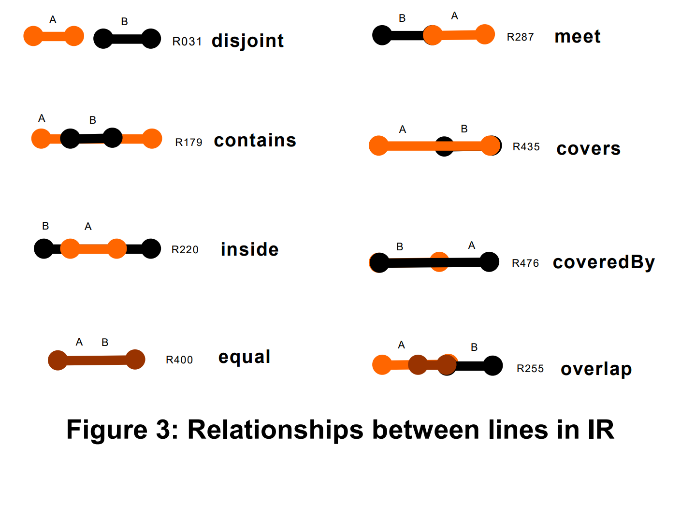 A B R031 disjoint
B A R287 meet
A B R179 contains
A B R435 covers
B A R220 inside
B A R476 coveredBy
A B R400 equal
A B R255 overlap
Figure 3: Relationships between lines in IR